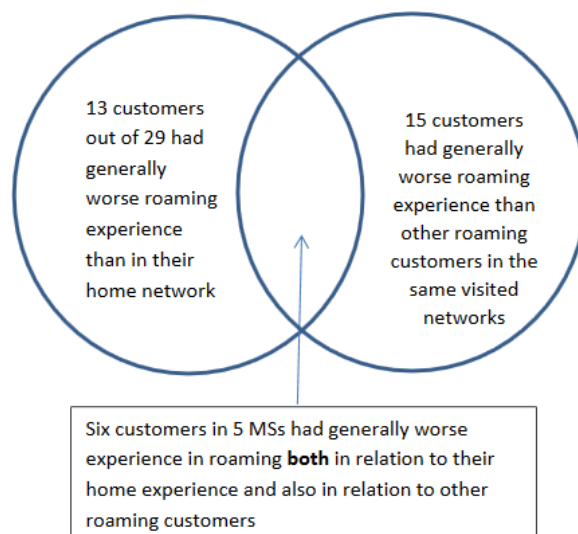 13 customers
out of 29 had
generally
worse roaming
experience
than in their
home network
15 customers
had generally
worse roaming
experience than
other roaming
customers in the
same visited
networks
Six customers in 5 MSs had generally worse
experience in roaming both in relation to their
home experience and also in relation to other
roaming customers